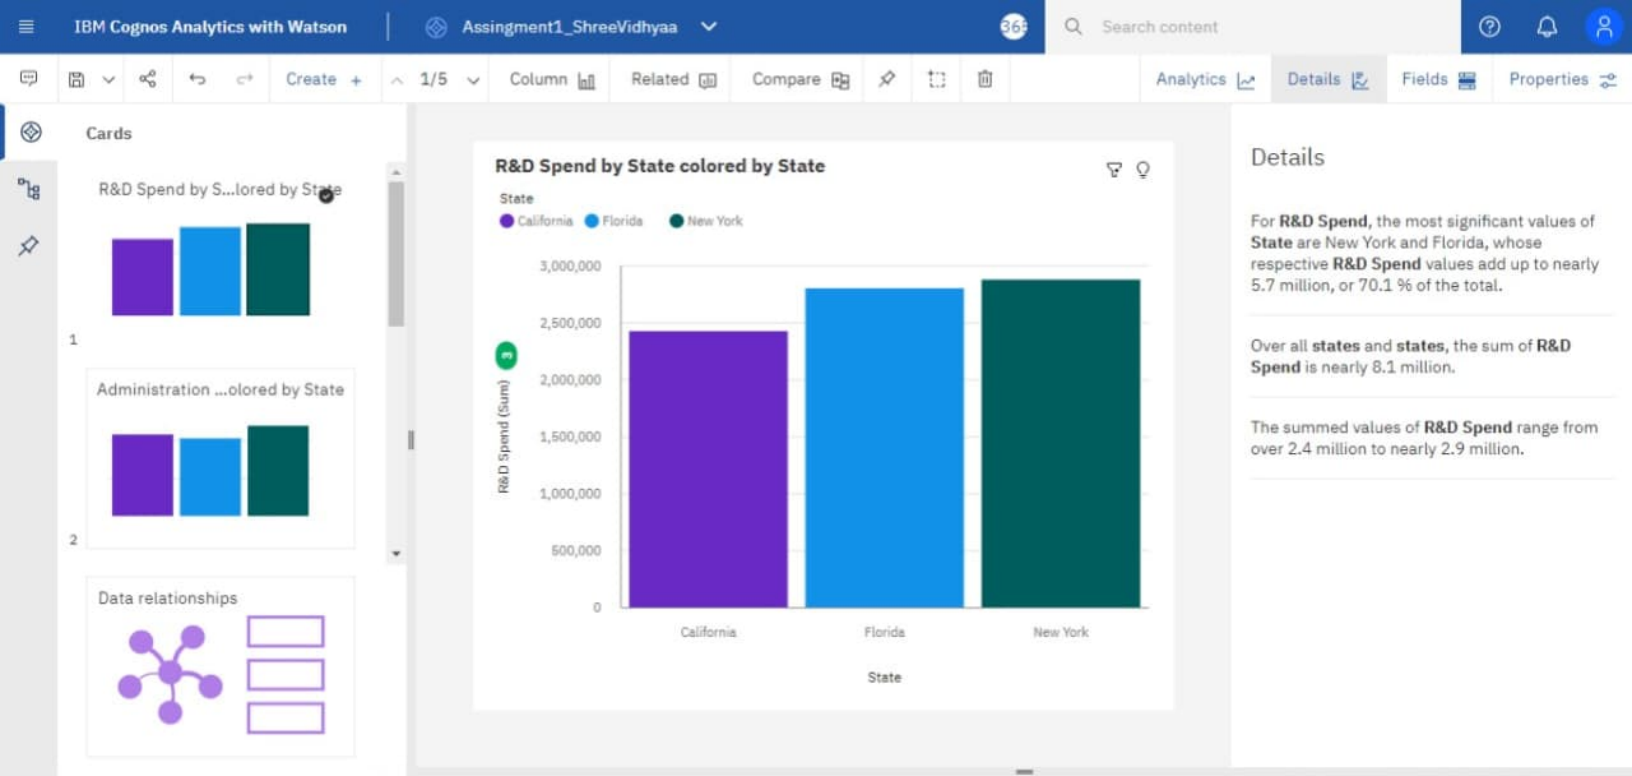 IBM Cognos Analytics with Watson
Assingment1_ShreeVidhyaa
Search content
Create +
1/5
Column
Related
Compare
Analytics
Details
Fields
Properties
Cards
R&D Spend by S...lored by State
1
Administration ...olored by State
2
Data relationships
R&D Spend by State colored by State
State
California
Florida
New York
3,000,000
2,500,000
2,000,000
1,500,000
1,000,000
500,000
0
R&D Spend (Sum)
3
California
Florida
New York
State
Details
For R&D Spend, the most significant values of
State are New York and Florida, whose
respective R&D Spend values add up to nearly
5.7 million, or 70.1 % of the total.
Over all states and states, the sum of R&D
Spend is nearly 8.1 million.
The summed values of R&D Spend range from
over 2.4 million to nearly 2.9 million.